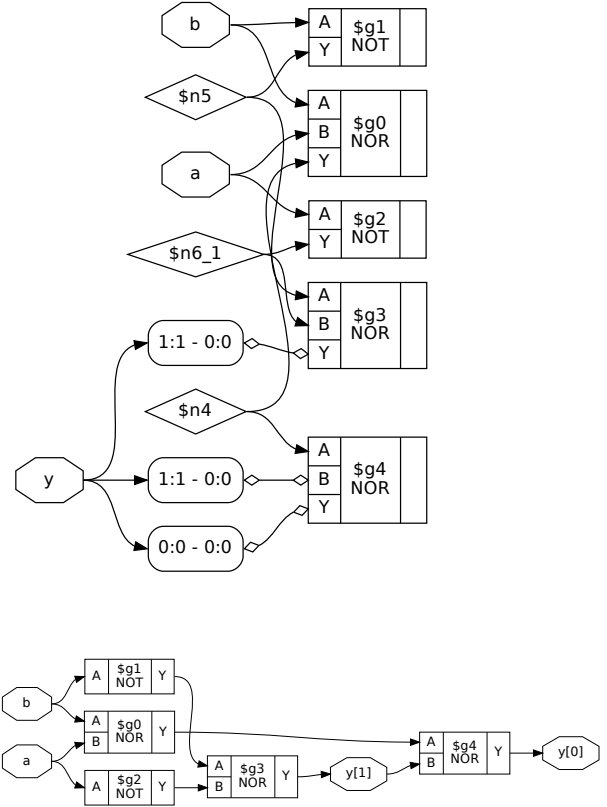 b
A
Y
$g1
NOT
$n5
A
B
Y
$g0
NOR
a
A
Y
$g2
NOT
$n6_1
A
B
Y
$g3
NOR
1:1 - 0:0
$n4
A
B
Y
$g4
NOR
y
1:1 - 0:0
0:0 - 0:0
A
$g1
NOT
Y
b
A
B
$g0
NOR
Y
a
A
$g2
NOT
Y
A
B
$g3
NOR
Y
y[1]
A
B
$g4
NOR
Y
y[0]